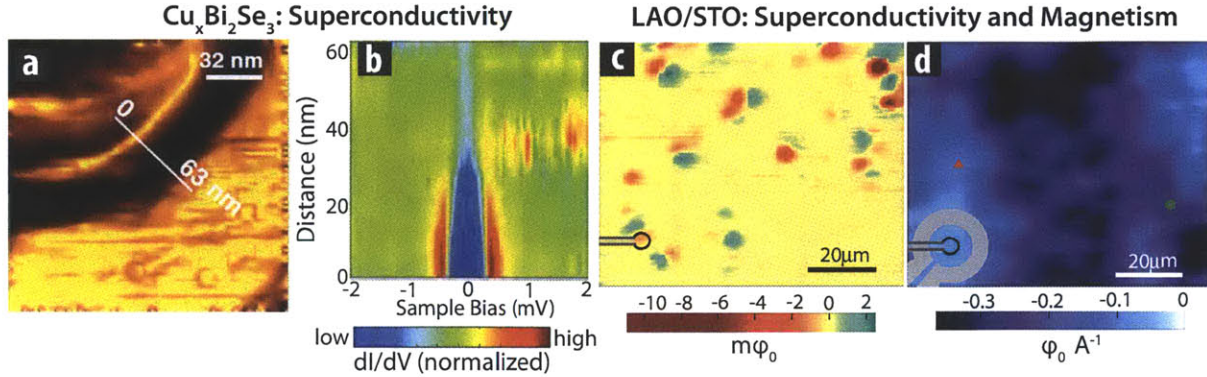 CuxBi2Se3: Superconductivity
LAO/STO: Superconductivity and Magnetism
a
32 nm
0
63 nm
b
Distance (nm)
60
40
20
0
-2 -1 0 1 2
Sample Bias (mV)
low high
dI/dV (normalized)
c
20μm
-10 -8 -6 -4 -2 0 2
mφ0
d
20μm
-0.3 -0.2 -0.1 0
φ0 A-1